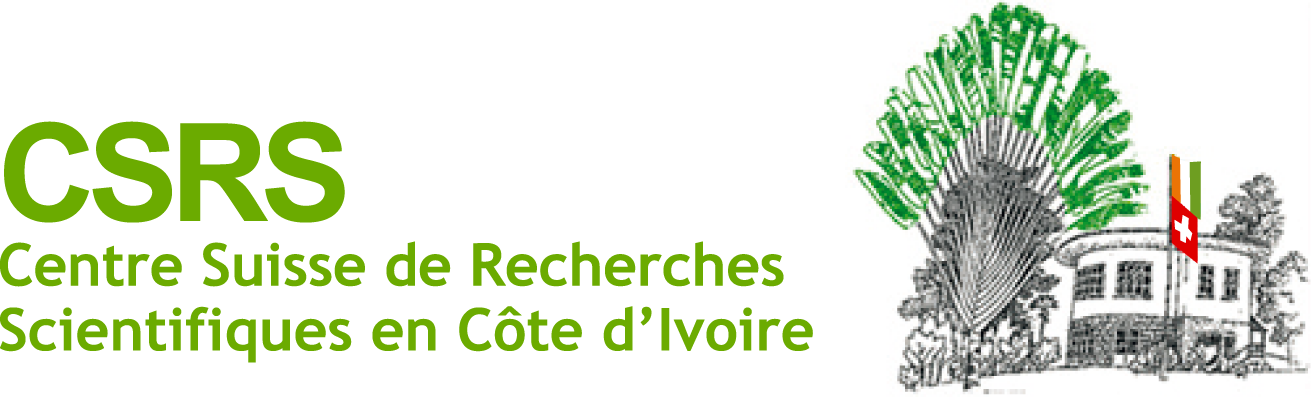 CSRS
Centre Suisse de Recherches
Scientifiques en Côte d’Ivoire